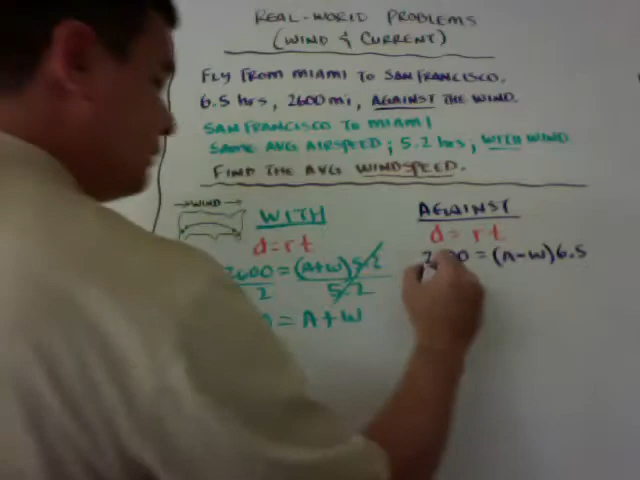 REAL-WORLD PROBLEMS
(WIND & CURRENT)
FLY FROM MIAMI TO SAN FRANCISCO.
6.5 hrs, 2600 mi, AGAINST THE WIND.
SAN FRANCISCO TO MIAMI
SAME AVG AIRSPEED; 5.2 hrs, WITH WIND
FIND THE AVG WINDSPEED.
WIND
WITH
d=rt
2600 = (A+W)5.2
2 5.2
= A+W
AGAINST
d = rt
= (A-W)6.5